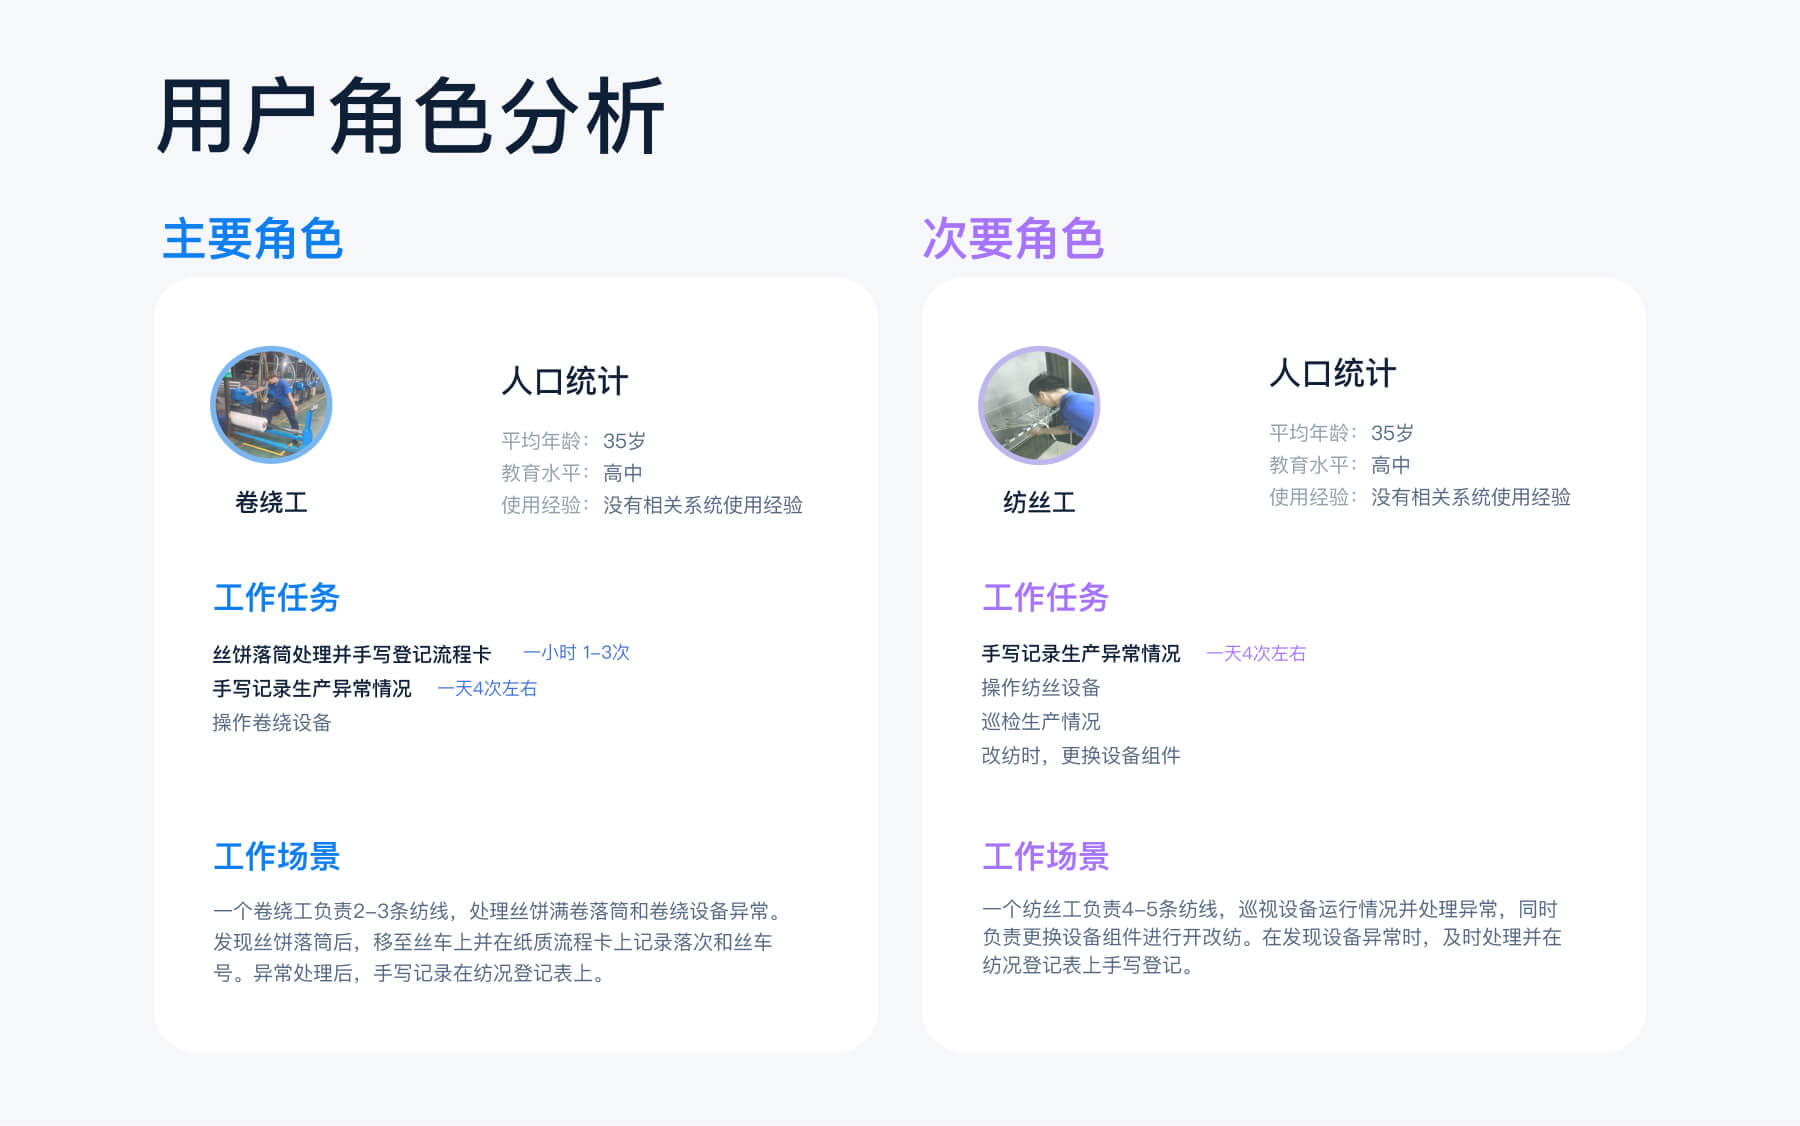 用户角色分析
主要角色
卷绕工
人口统计
平均年龄： 35岁
教育水平： 高中
使用经验： 没有相关系统使用经验
工作任务
丝饼落筒处理并手写登记流程卡 一小时 1-3次
手写记录生产异常情况 一天4次左右
操作卷绕设备
工作场景
一个卷绕工负责2-3条纺线，处理丝饼满卷落筒和卷绕设备异常。
发现丝饼落筒后，移至丝车上并在纸质流程卡上记录落次和丝车
号。异常处理后，手写记录在纺况登记表上。
次要角色
纺丝工
人口统计
平均年龄： 35岁
教育水平： 高中
使用经验： 没有相关系统使用经验
工作任务
手写记录生产异常情况 一天4次左右
操作纺丝设备
巡检生产情况
改纺时，更换设备组件
工作场景
一个纺丝工负责4-5条纺线，巡视设备运行情况并处理异常，同时
负责更换设备组件进行开改纺。在发现设备异常时，及时处理并在
纺况登记表上手写登记。